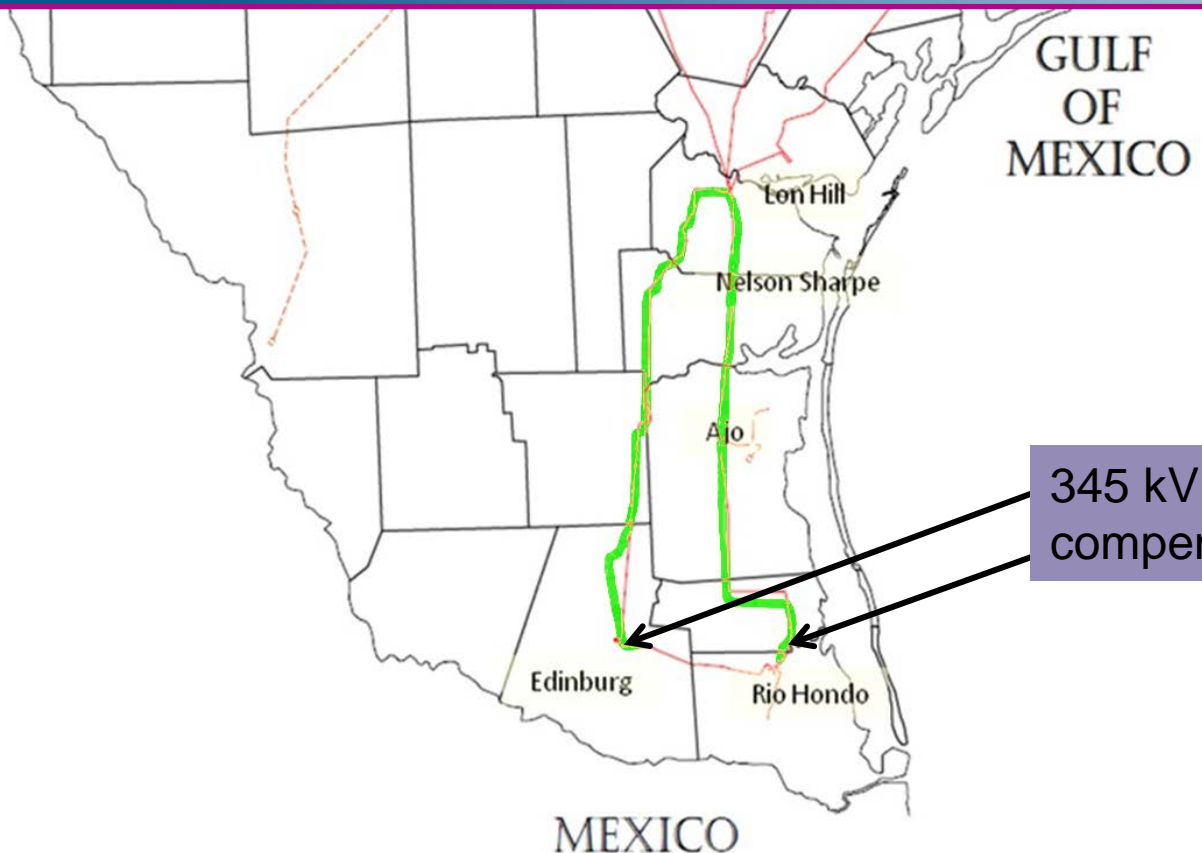 GULF
OF
MEXICO
Lon Hill
Nelson Sharpe
Ajo
345 kV
Edinburg
Rio Hondo
MEXICO